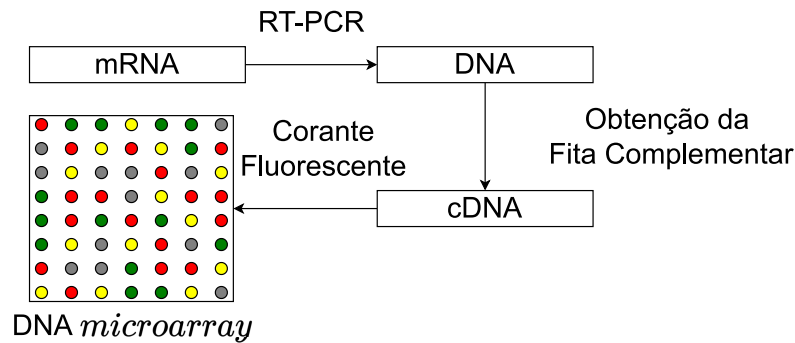 RT-PCR
mRNA
DNA
Corante
Fluorescente
Obtenção da
Fita Complementar
cDNA
DNA microarray